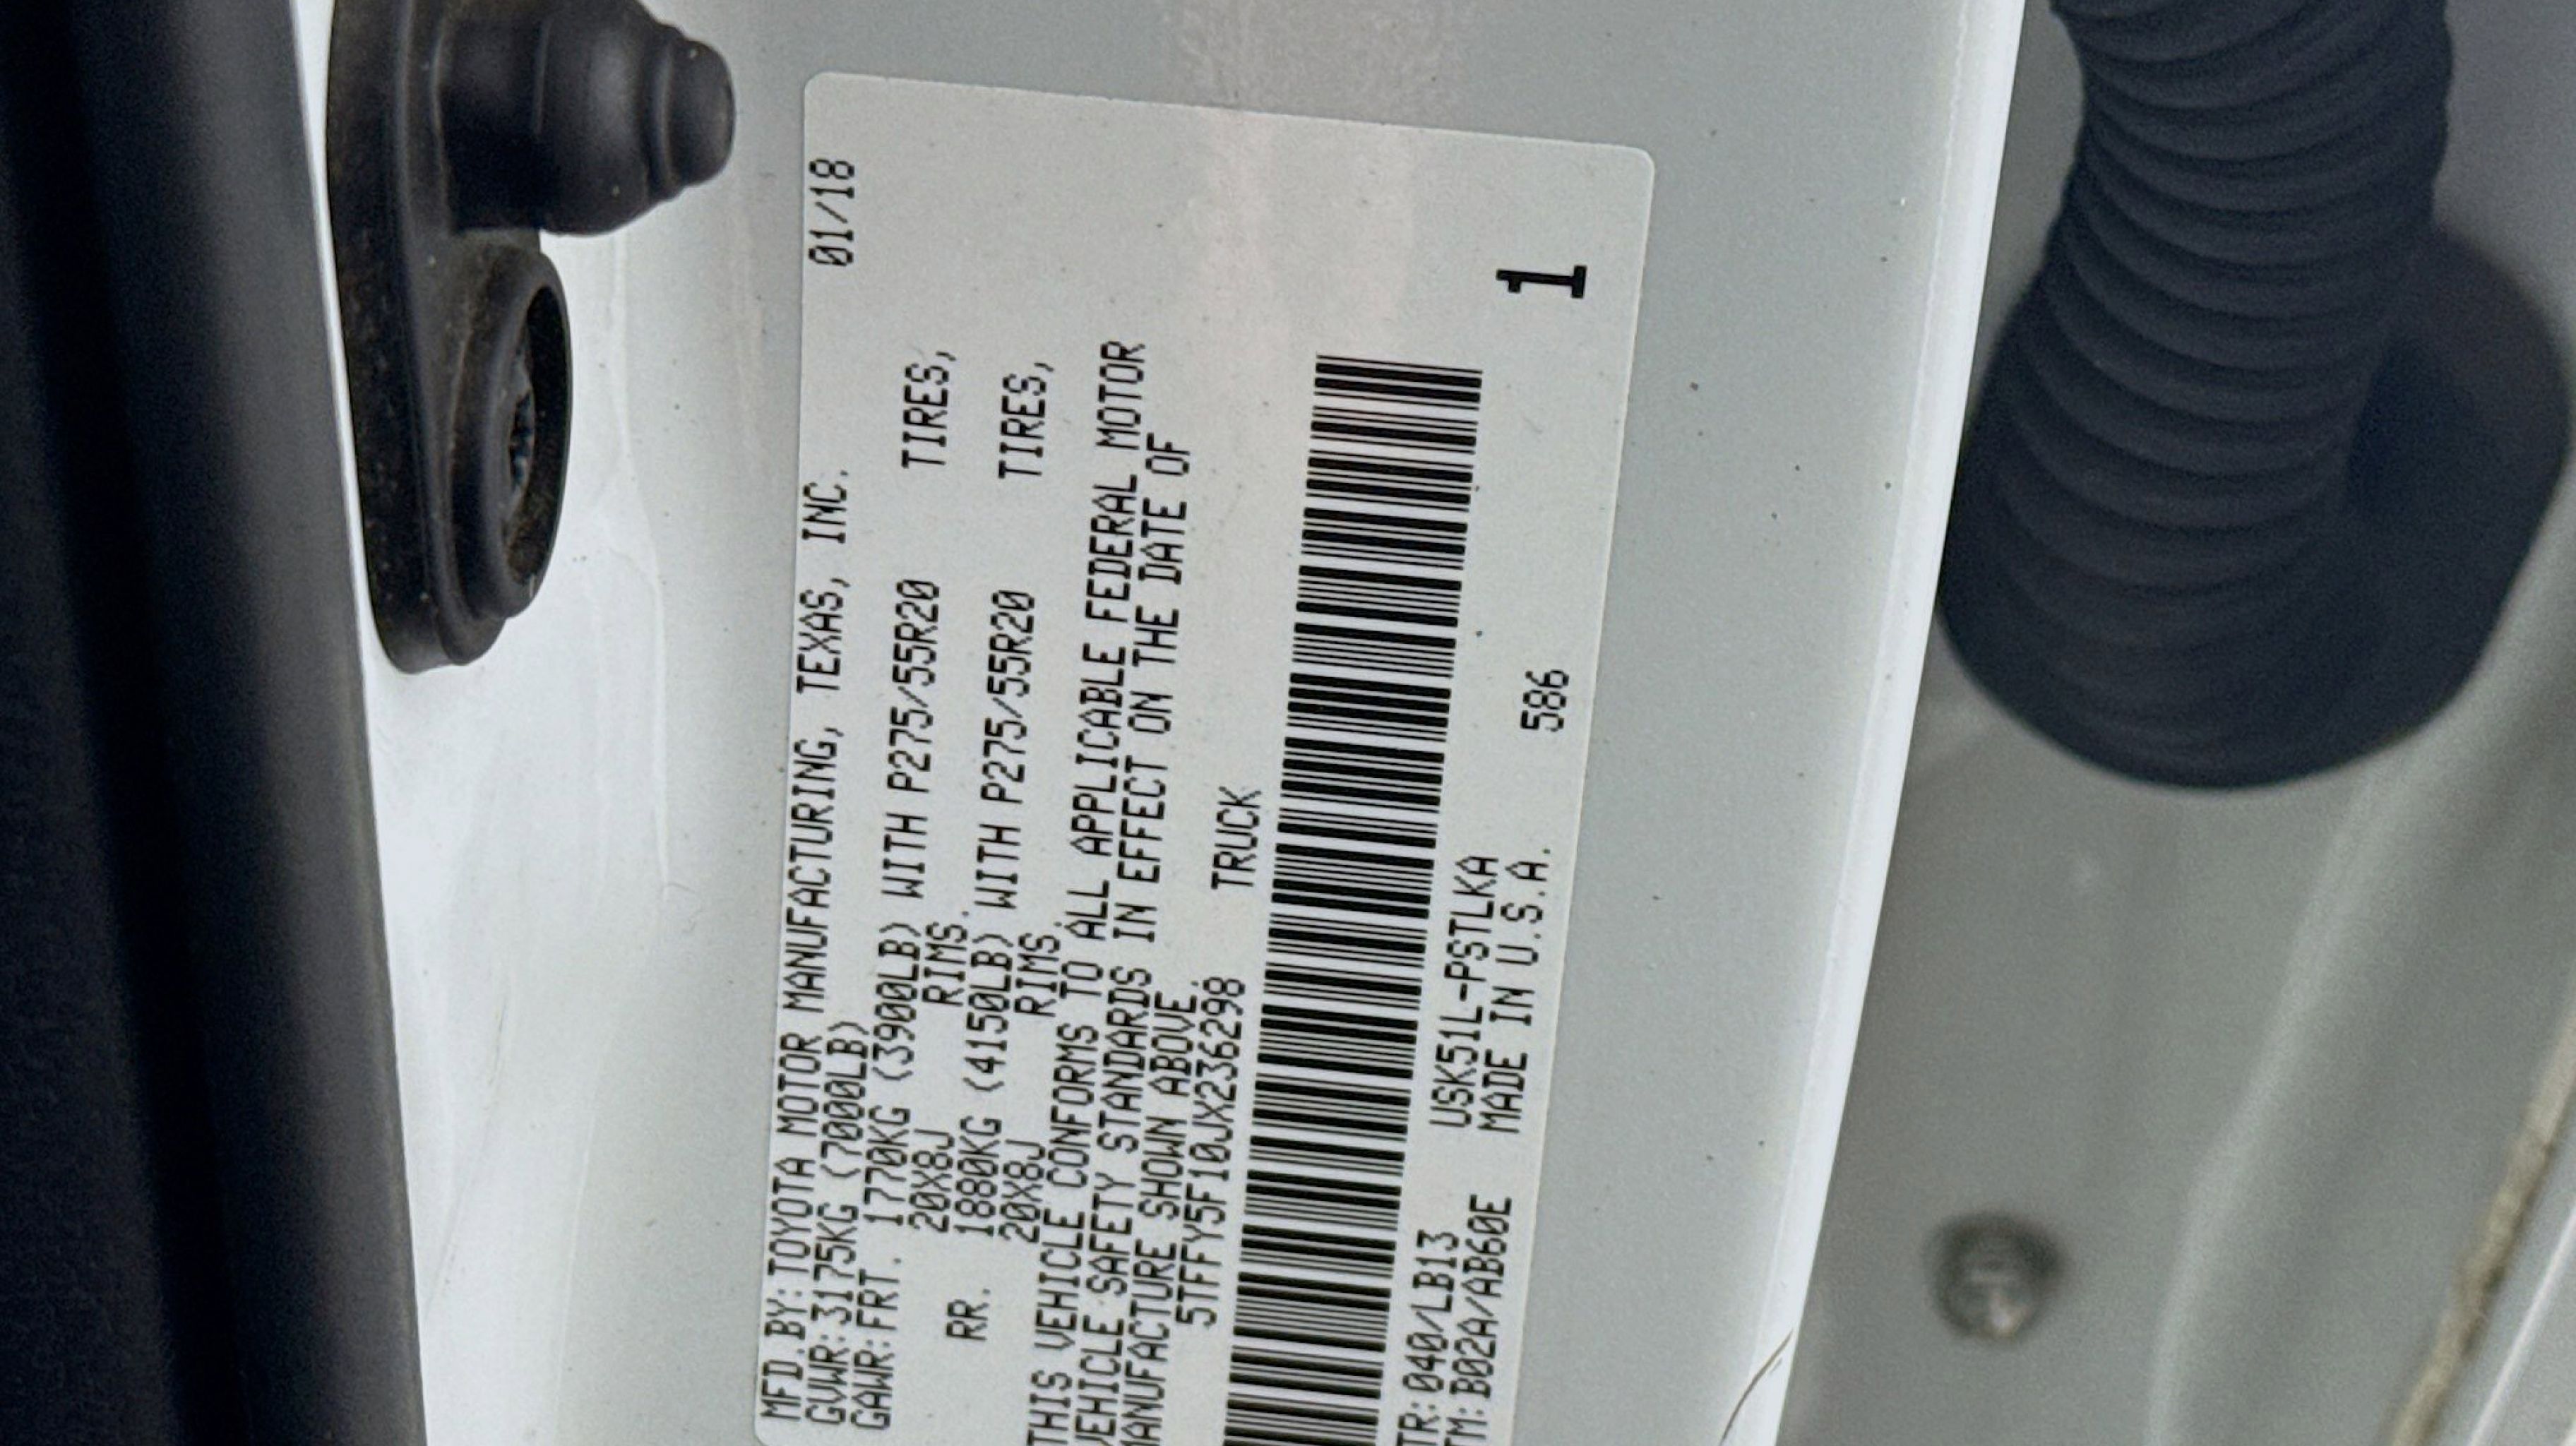 MFD.BY:TOYOTA MOTOR MANUFACTURING, TEXAS, INC. 01/18
GVWR:3175KG (7000LB)
GAWR:FRT. 1770KG (3900LB) WITH P275/55R20 TIRES,
20X8J RIMS.
RR. 1880KG (4150LB) WITH P275/55R20 TIRES,
20X8J RIMS.
THIS VEHICLE CONFORMS TO ALL APPLICABLE FEDERAL MOTOR
VEHICLE SAFETY STANDARDS IN EFFECT ON THE DATE OF
MANUFACTURE SHOWN ABOVE.
5TFFY5F10JX236298 TRUCK
TR:040/LB13 USK51L-PSTLKA
TM:B02A/AB60E MADE IN U.S.A. 586 1